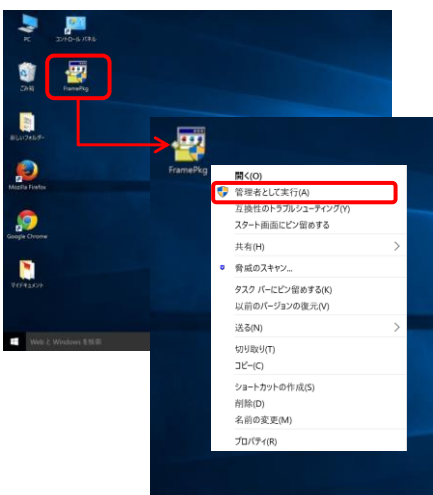 PC
コントロール パネル
ごみ箱
FramePkg
新しいフォルダー
Mozilla Firefox
Google Chrome
マイドキュメント
Web と Windows を検索
FramePkg
開く(O)
管理者として実行(A)
互換性のトラブルシューティング(Y)
スタート画面にピン留めする
共有(H)
脅威のスキャン...
タスク バーにピン留めする(K)
以前のバージョンの復元(V)
送る(N)
切り取り(T)
コピー(C)
ショートカットの作成(S)
削除(D)
名前の変更(M)
プロパティ(R)